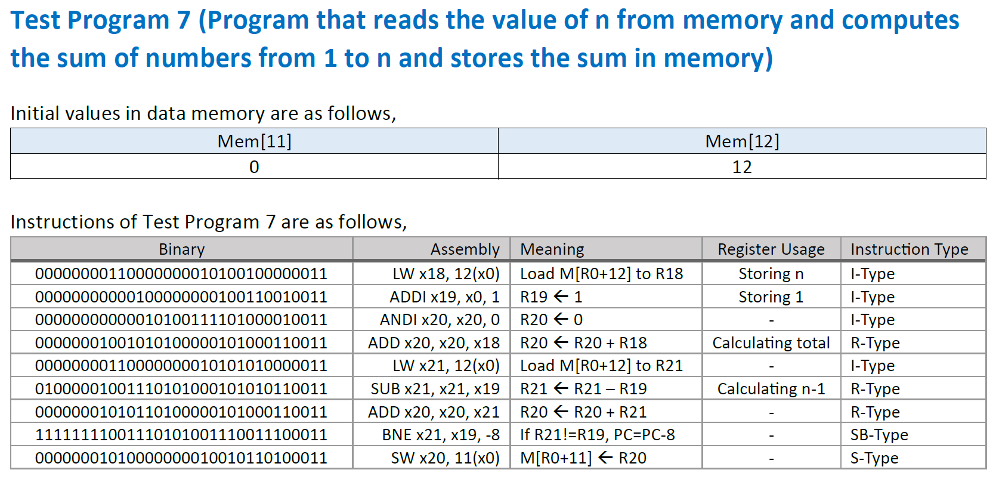 Test Program 7 (Program that reads the value of n from memory and computes
the sum of numbers from 1 to n and stores the sum in memory)
Initial values in data memory are as follows,
Mem[11] Mem[12]
0 12
Instructions of Test Program 7 are as follows,
Binary Assembly Meaning Register Usage Instruction Type
00000000110000000010100100000011 LW x18, 12(x0) Load M[R0+12] to R18 Storing n I-Type
00000000000100000000100110010011 ADDI x19, x0, 1 R19 ← 1 Storing 1 I-Type
00000000000010100111101000010011 ANDI x20, x20, 0 R20 ← 0 - I-Type
00000001001010100000101000110011 ADD x20, x20, x18 R20 ← R20 + R18 Calculating total R-Type
00000000110000000010101010000011 LW x21, 12(x0) Load M[R0+12] to R21 - I-Type
01000001001110101000101010110011 SUB x21, x21, x19 R21 ← R21 – R19 Calculating n-1 R-Type
00000001010110100000101000110011 ADD x20, x20, x21 R20 ← R20 + R21 - R-Type
11111111001110101001110011100011 BNE x21, x19, -8 If R21!=R19, PC=PC-8 - SB-Type
00000001010000000010010110100011 SW x20, 11(x0) M[R0+11] ← R20 - S-Type